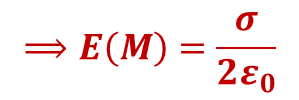 ⟹ E(M) = σ / 2ε₀